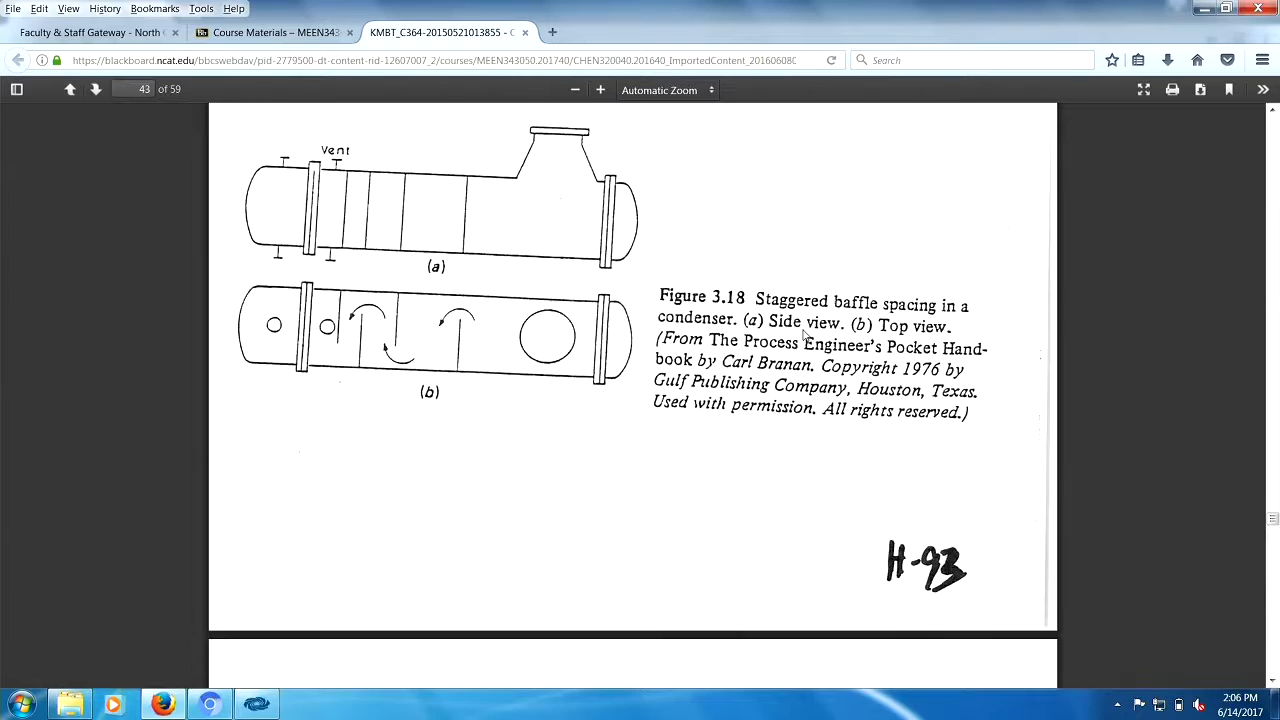 File Edit View History Bookmarks Tools Help
Faculty & Staff Gateway - North C × Bb Course Materials – MEEN343 × KMBT_C364-20150521013855 - C × +
https://blackboard.ncat.edu/bbcswebdav/pid-2779500-dt-content-rid-12607007_2/courses/MEEN343050.201740/CHEN320040.201640_ImportedContent_201606080 Search
43 of 59 Automatic Zoom
Vent
(a)
(b)
Figure 3.18 Staggered baffle spacing in a
condenser. (a) Side view. (b) Top view.
(From The Process Engineer's Pocket Hand-
book by Carl Branan. Copyright 1976 by
Gulf Publishing Company, Houston, Texas.
Used with permission. All rights reserved.)
H-93
2:06 PM
6/14/2017